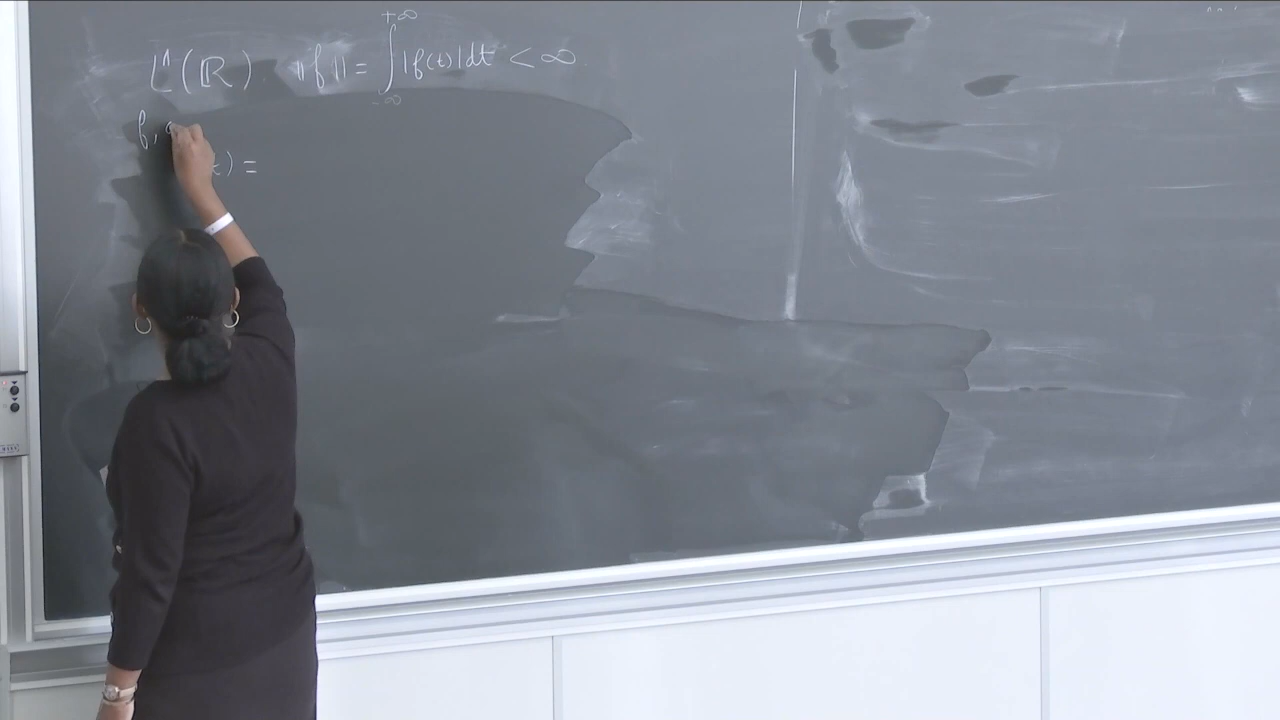 L¹(ℝ) ‖f‖ = ∫_{-∞}^{+∞} |f(t)|dt < ∞
f,
t) =